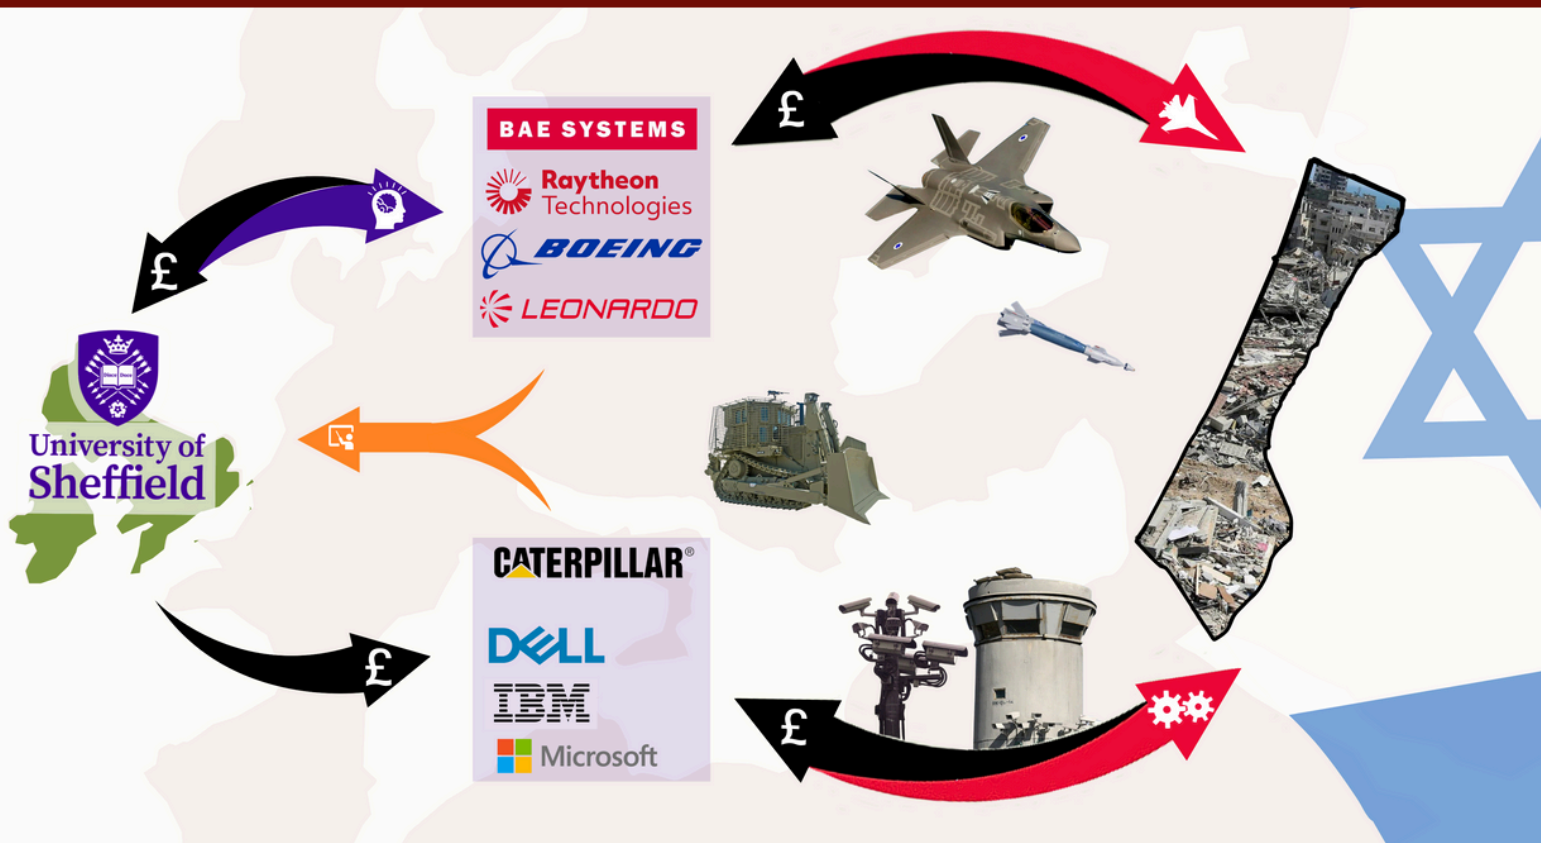 £
BAE SYSTEMS
Raytheon
Technologies
BOEING
LEONARDO
£
University of
Sheffield
CATERPILLAR®
DELL
IBM
Microsoft
£
£